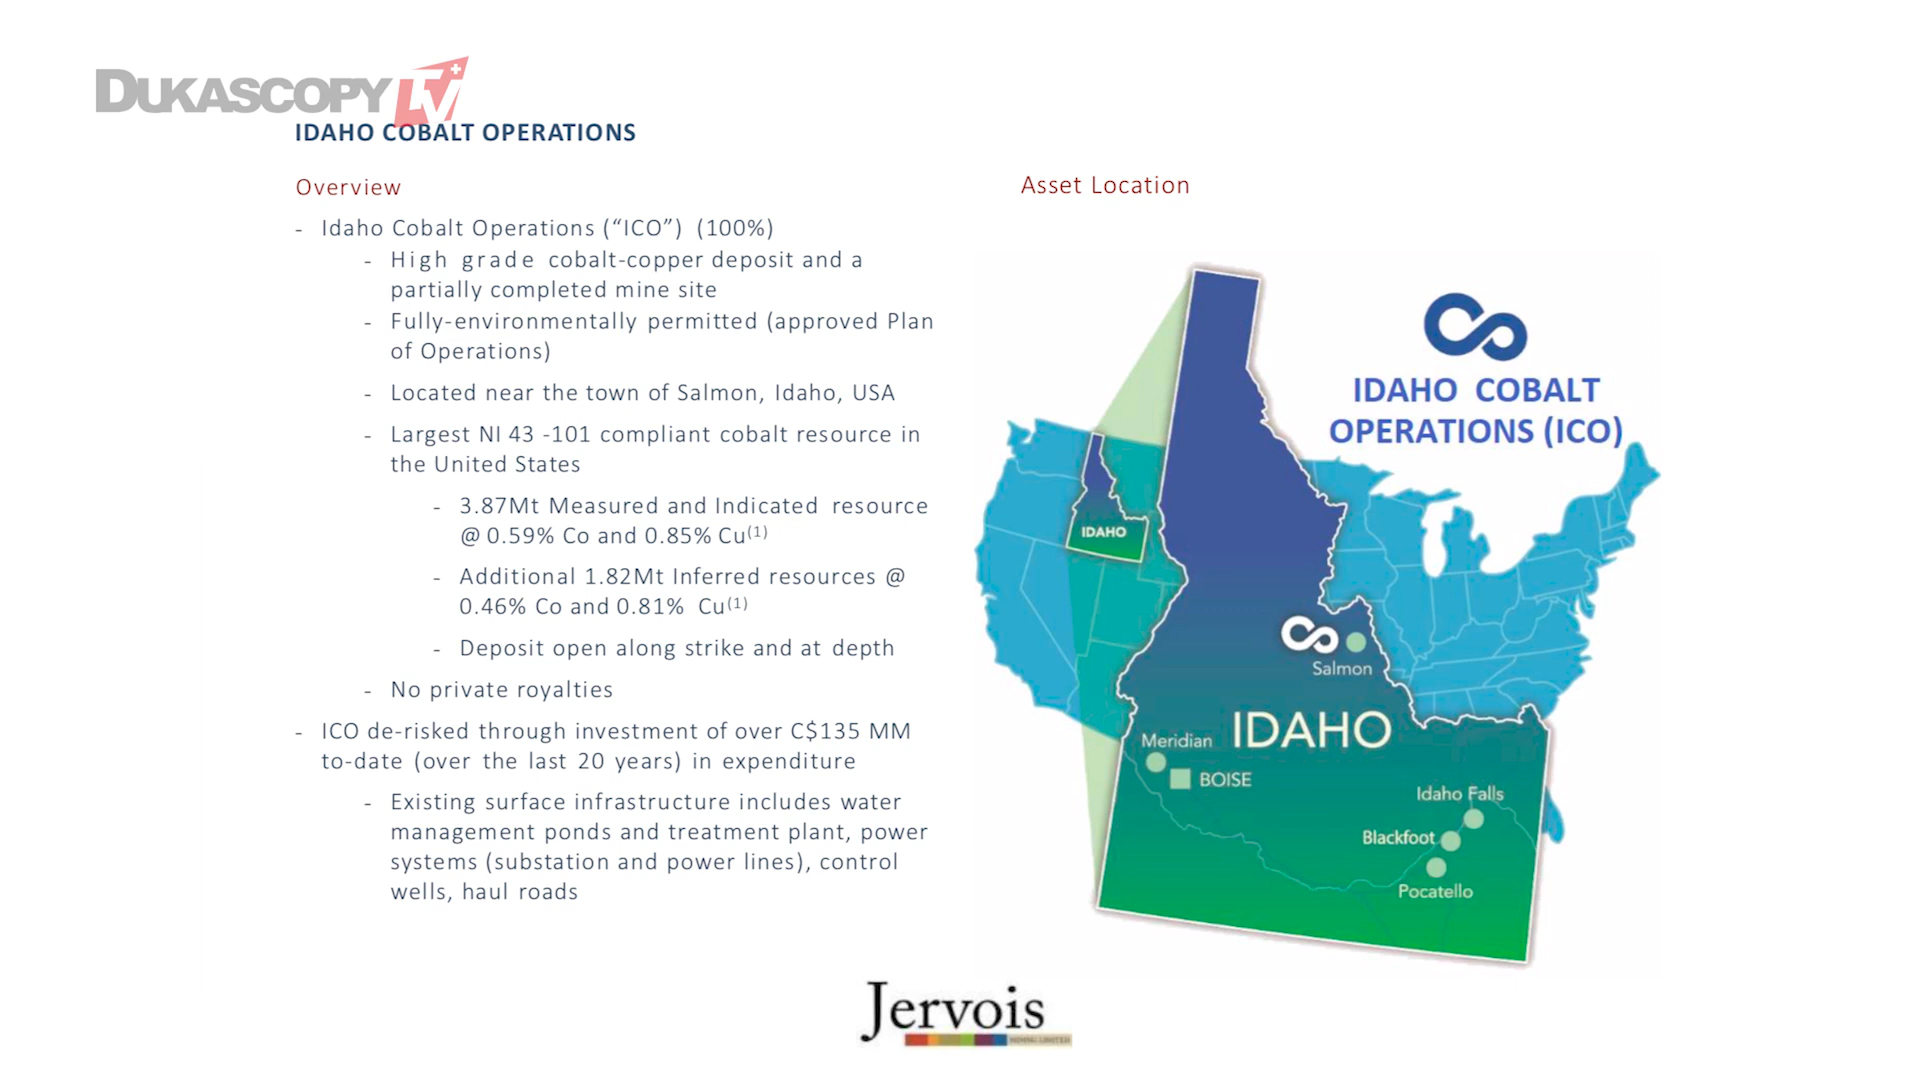 DUKASCOPY TV
IDAHO COBALT OPERATIONS
Overview
- Idaho Cobalt Operations (“ICO”) (100%)
- High grade cobalt-copper deposit and a
partially completed mine site
- Fully-environmentally permitted (approved Plan
of Operations)
- Located near the town of Salmon, Idaho, USA
- Largest NI 43 -101 compliant cobalt resource in
the United States
- 3.87Mt Measured and Indicated resource
@ 0.59% Co and 0.85% Cu(1)
- Additional 1.82Mt Inferred resources @
0.46% Co and 0.81% Cu(1)
- Deposit open along strike and at depth
- No private royalties
- ICO de-risked through investment of over C$135 MM
to-date (over the last 20 years) in expenditure
- Existing surface infrastructure includes water
management ponds and treatment plant, power
systems (substation and power lines), control
wells, haul roads
Asset Location
IDAHO COBALT
OPERATIONS (ICO)
IDAHO
Salmon
IDAHO
Meridian
BOISE
Idaho Falls
Blackfoot
Pocatello
Jervois
MINING LIMITED